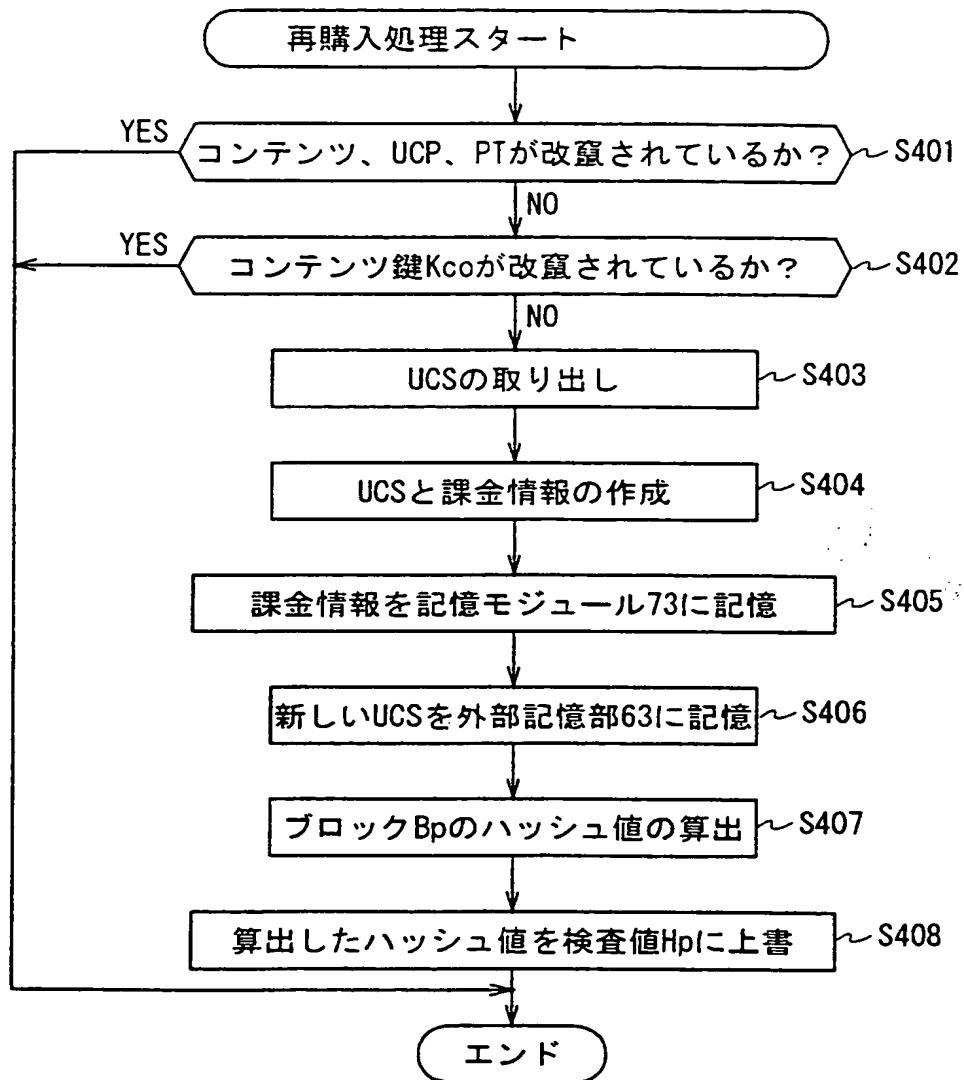 再購入処理スタート
YES
コンテンツ、UCP、PTが改竄されているか?
S401
NO
YES
コンテンツ鍵Kcoが改竄されているか?
S402
NO
UCSの取り出し
S403
UCSと課金情報の作成
S404
課金情報を記憶モジュール73に記憶
S405
新しいUCSを外部記憶部63に記憶
S406
ブロックBpのハッシュ値の算出
S407
算出したハッシュ値を検査値Hpに上書
S408
エンド